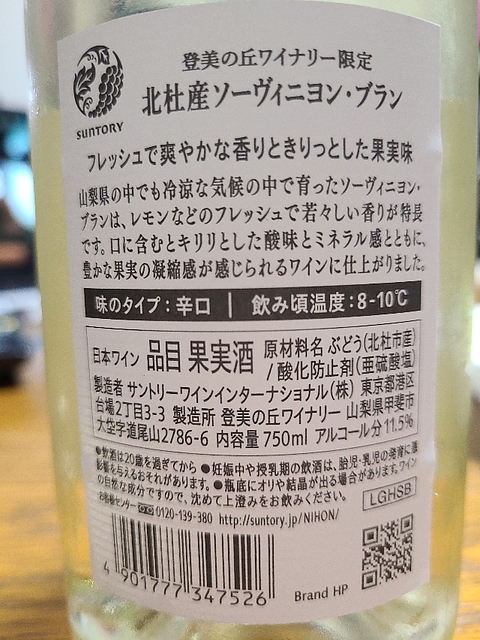 登美の丘ワイナリー限定
SUNTORY
北杜産ソーヴィニヨン・ブラン
フレッシュで爽やかな香りときりっとした果実味
山梨県の中でも冷涼な気候の中で育ったソーヴィニヨン・
ブランは、レモンなどのフレッシュで若々しい香りが特長
です。口に含むとキリリとした酸味とミネラル感とともに、
豊かな果実の凝縮感が感じられるワインに仕上がりました。
味のタイプ:辛口 | 飲み頃温度:8-10℃
日本ワイン 品目 果実酒 原材料名 ぶどう(北杜市産)
/酸化防止剤(亜硫酸塩)
製造者 サントリーワインインターナショナル(株) 東京都港区
台場2丁目3-3 製造所 登美の丘ワイナリー 山梨県甲斐市
大垈字道尾山2786-6 内容量 750ml アルコール分 11.5%
●飲酒は20歳を過ぎてから ●妊娠中や授乳期の飲酒は、胎児・乳児の発育に悪
影響を与えるおそれがあります。●瓶底にオリや結晶が出る場合があります。ワイン
の自然な成分ですので、沈めて上澄みをお飲みください。
お客様センター 0120-139-380 http://suntory.jp/NIHON/
LGHSB
4 901777 347526
Brand HP